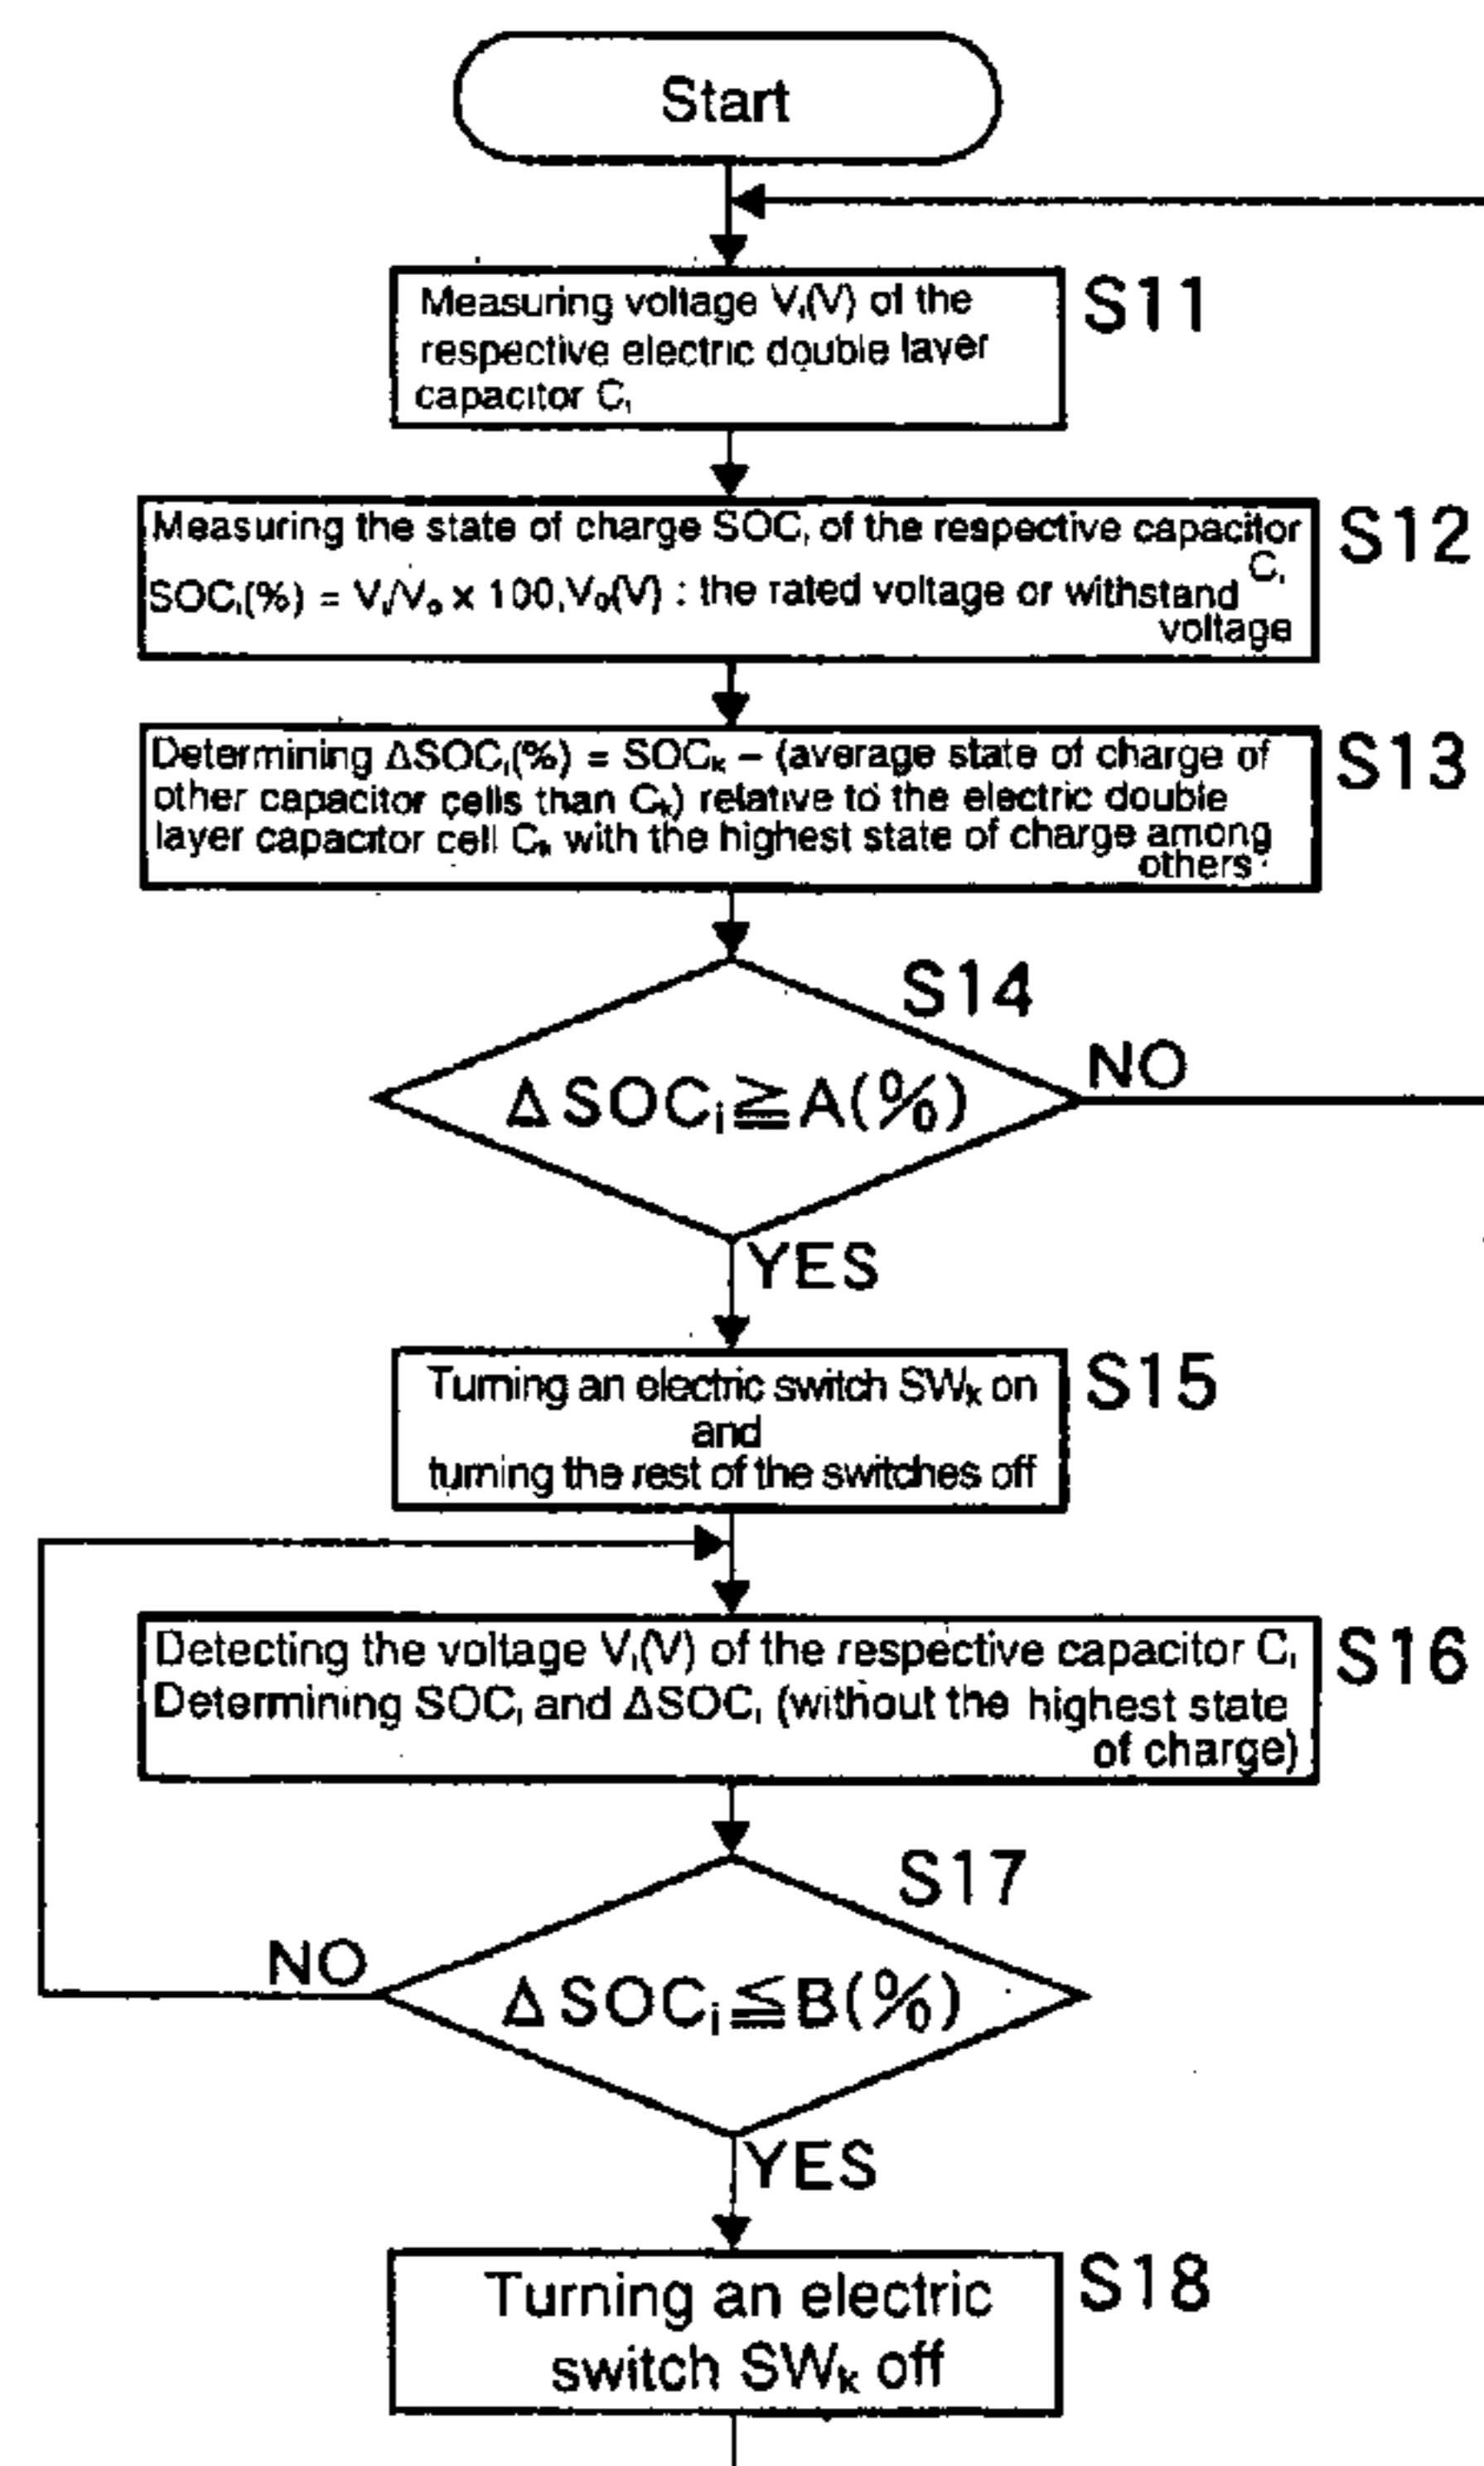 Start
Measuring voltage Vᵢ(V) of the
respective electric double layer
capacitor Cᵢ
S11
Measuring the state of charge SOCᵢ of the respective capacitor
Cᵢ
SOCᵢ(%) = Vᵢ/V₀ × 100, V₀(V) : the rated voltage or withstand
voltage
S12
Determining ΔSOCᵢ(%) = SOCₖ – (average state of charge of
other capacitor cells than Cₖ) relative to the electric double
layer capacitor cell Cₖ with the highest state of charge among
others
S13
S14
ΔSOCᵢ≧A(%)
NO
YES
Turning an electric switch SWₖ on
and
turning the rest of the switches off
S15
Detecting the voltage Vᵢ(V) of the respective capacitor Cᵢ
Determining SOCᵢ and ΔSOCᵢ (without the highest state
of charge)
S16
S17
NO
ΔSOCᵢ≦B(%)
YES
Turning an electric
switch SWₖ off
S18